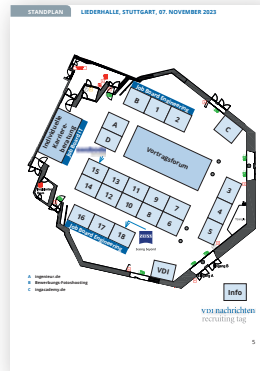 STANDPLAN LIEDERHALLE, STUTTGART, 07. NOVEMBER 2023
Job Board Engineering
B 1 2
C
A
D
Individuelle
Karriere-
beratung
Vortragsforum
15 13 11 9 7
14 12 10 8 6
3
4
5
16 17 18
Job Board Engineering
ZEISS
VDI
Info
A ingenieur.de
B Bewerbungs-Fotoshooting
C ingacademy.de
VDI nachrichten
recruiting tag
5